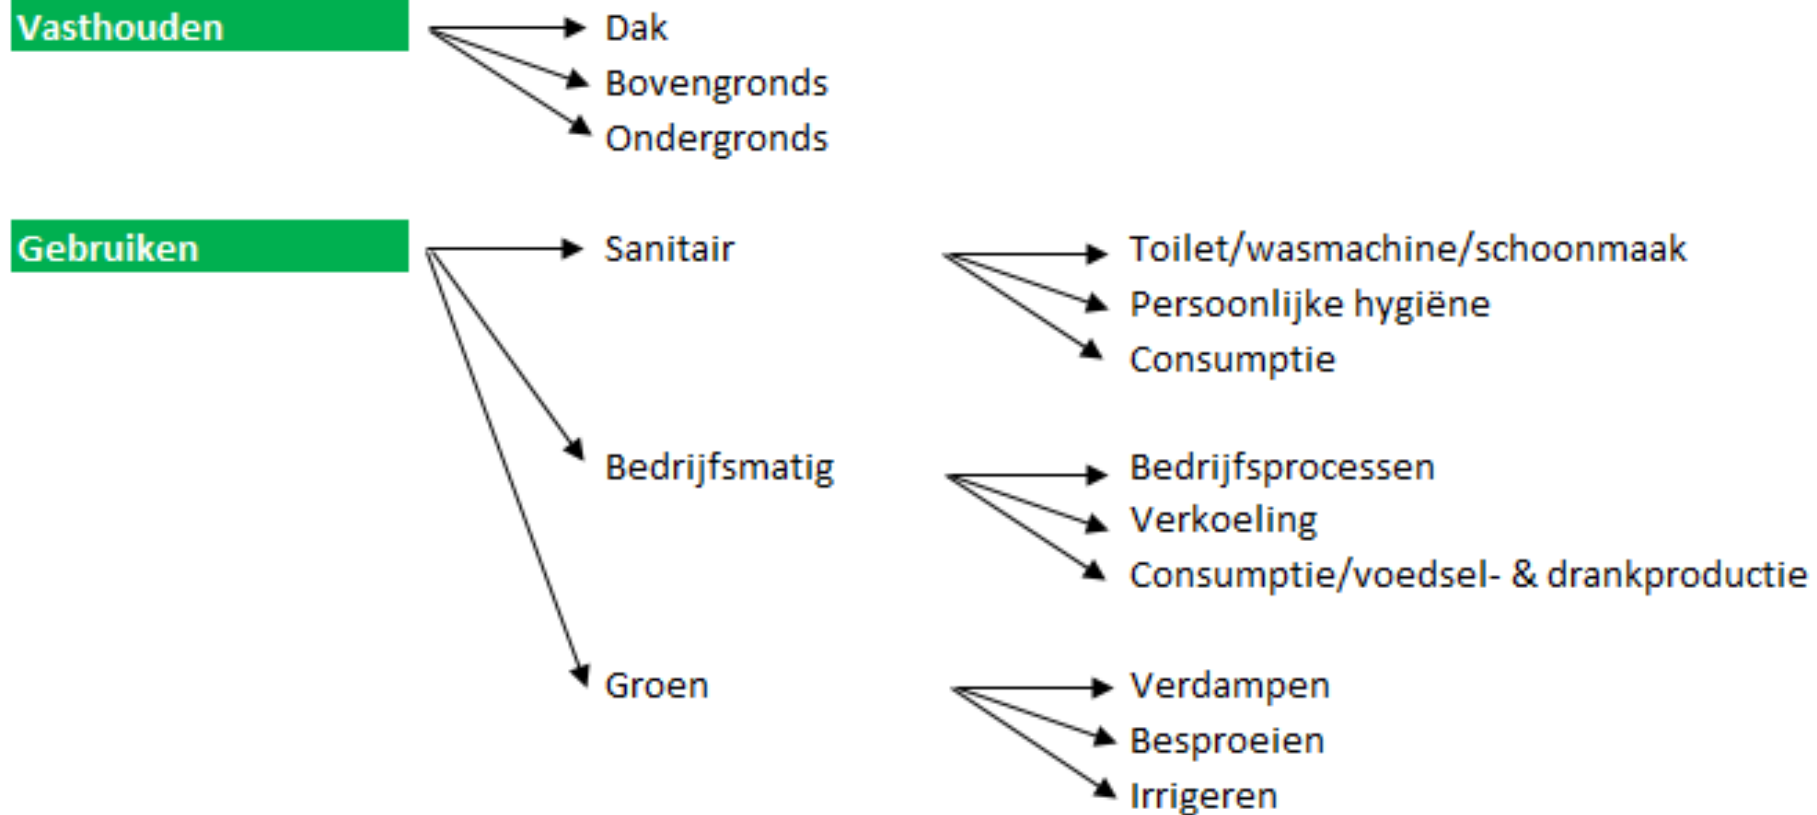 Vasthouden
Dak
Bovengronds
Ondergronds
Gebruiken
Sanitair
Toilet/wasmachine/schoonmaak
Persoonlijke hygiëne
Consumptie
Bedrijfsmatig
Bedrijfsprocessen
Verkoeling
Consumptie/voedsel- & drankproductie
Groen
Verdampen
Besproeien
Irrigeren